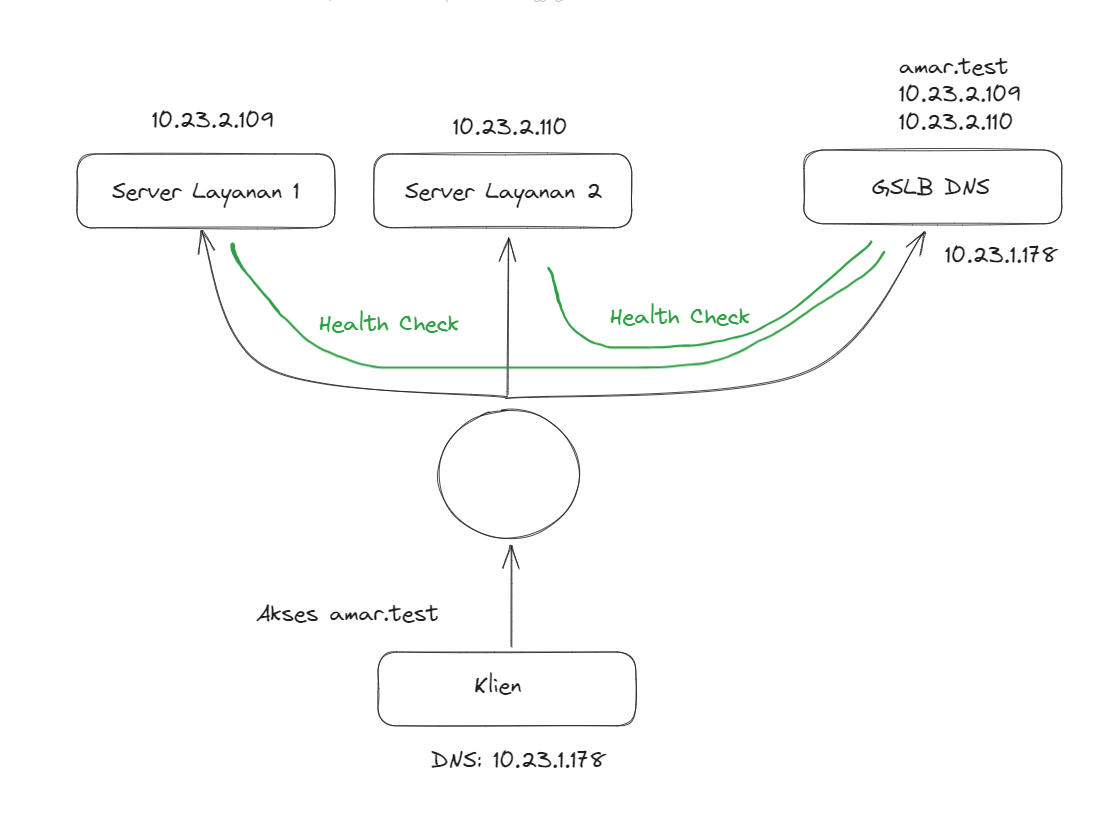 amar.test
10.23.2.109
10.23.2.110
10.23.2.109
10.23.2.110
Server Layanan 1
Server Layanan 2
GSLB DNS
10.23.1.178
Health Check
Health Check
Akses amar.test
Klien
DNS: 10.23.1.178